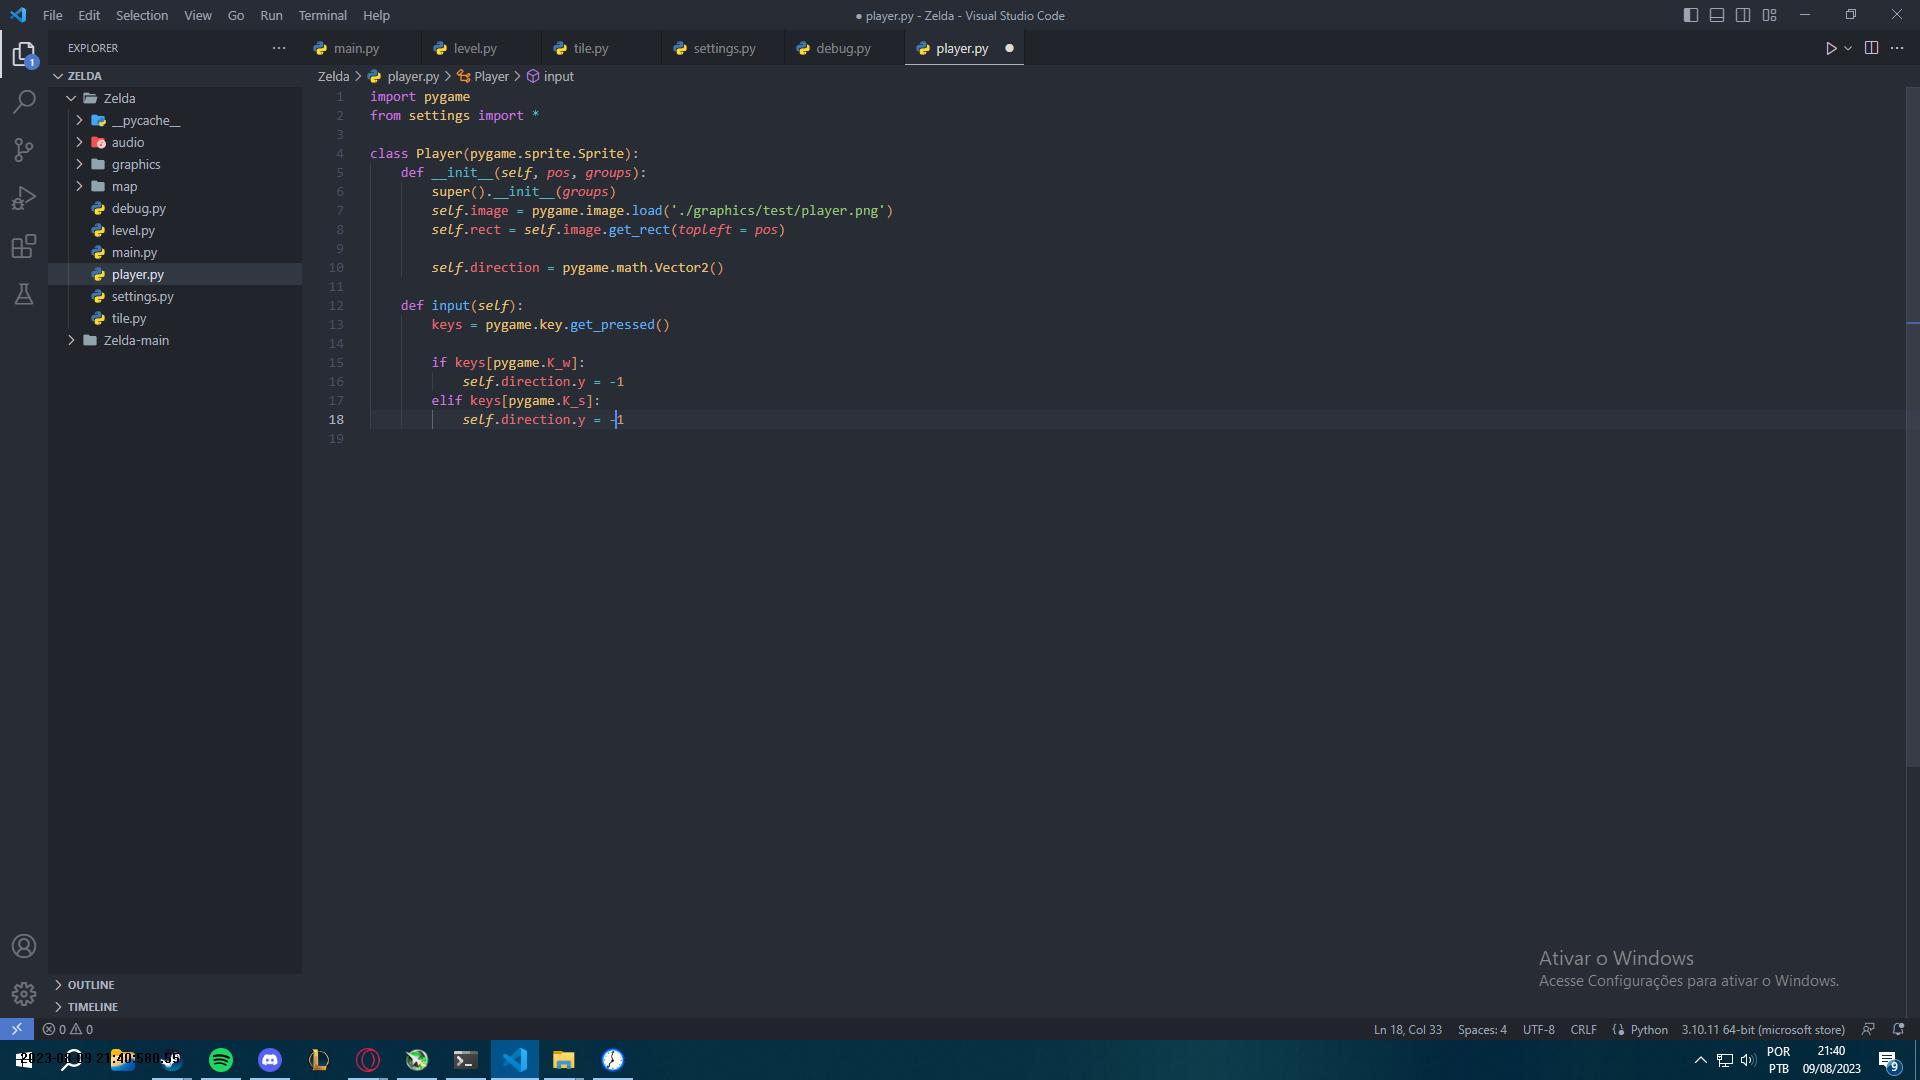 File Edit Selection View Go Run Terminal Help
● player.py - Zelda - Visual Studio Code
EXPLORER
main.py
level.py
tile.py
settings.py
debug.py
player.py
1
ZELDA
Zelda
__pycache__
audio
graphics
map
debug.py
level.py
main.py
player.py
settings.py
tile.py
Zelda-main
OUTLINE
TIMELINE
Zelda > player.py > Player > input
1 import pygame
2 from settings import *
3
4 class Player(pygame.sprite.Sprite):
5 def __init__(self, pos, groups):
6 super().__init__(groups)
7 self.image = pygame.image.load('./graphics/test/player.png')
8 self.rect = self.image.get_rect(topleft = pos)
9
10 self.direction = pygame.math.Vector2()
11
12 def input(self):
13 keys = pygame.key.get_pressed()
14
15 if keys[pygame.K_w]:
16 self.direction.y = -1
17 elif keys[pygame.K_s]:
18 self.direction.y = -1
19
Ativar o Windows
Acesse Configurações para ativar o Windows.
0 0
Ln 18, Col 33 Spaces: 4 UTF-8 CRLF Python 3.10.11 64-bit (microsoft store)
POR
PTB
21:40
09/08/2023
9